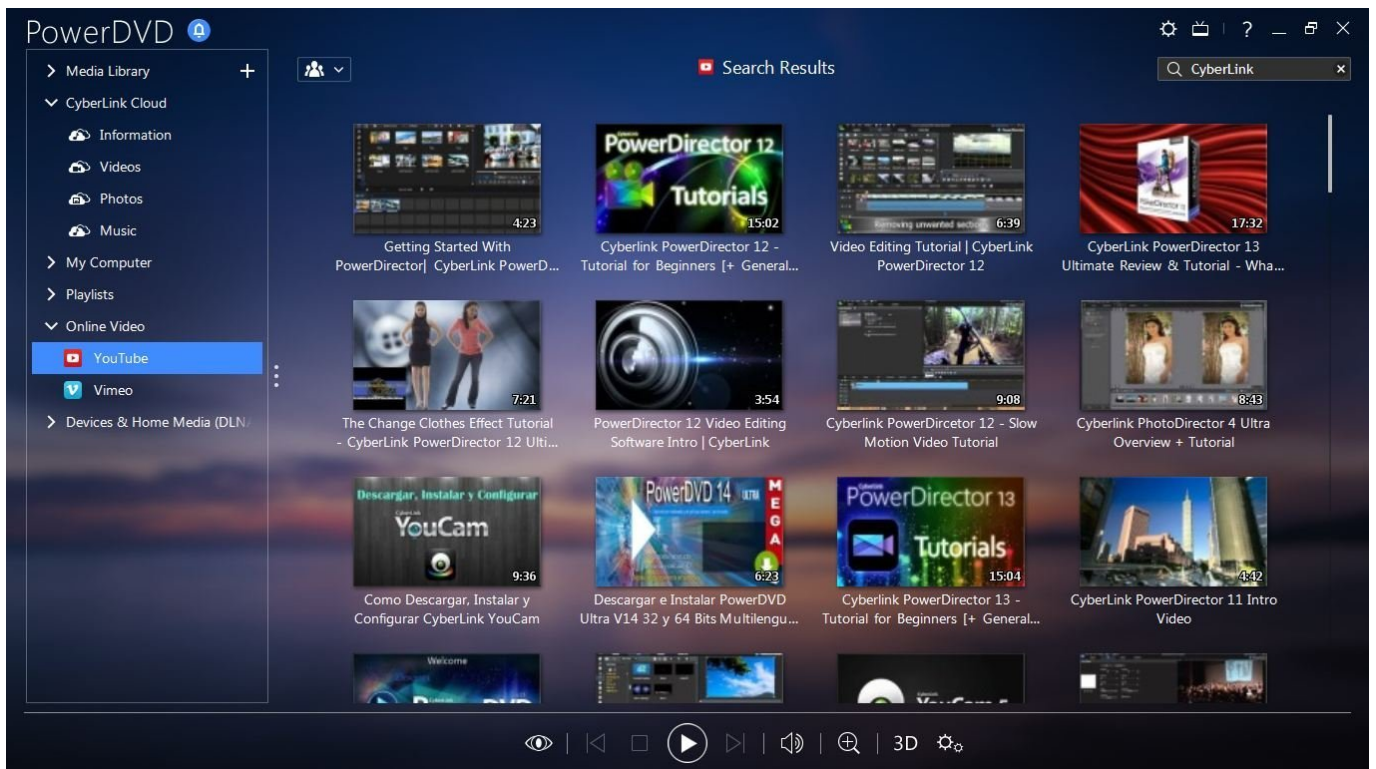 PowerDVD
Media Library
CyberLink Cloud
Information
Videos
Photos
Music
My Computer
Playlists
Online Video
YouTube
Vimeo
Devices & Home Media (DLN
?
Search Results
CyberLink
4:23
Getting Started With
PowerDirector| CyberLink PowerD...
PowerDirector 12
Tutorials
15:02
Cyberlink PowerDirector 12 -
Tutorial for Beginners [+ General...
Removing unwanted sections
6:39
Video Editing Tutorial | CyberLink
PowerDirector 12
17:32
CyberLink PowerDirector 13
Ultimate Review & Tutorial - Wha...
7:21
The Change Clothes Effect Tutorial
- CyberLink PowerDirector 12 Ulti...
3:54
PowerDirector 12 Video Editing
Software Intro | CyberLink
9:08
Cyberlink PowerDircetor 12 - Slow
Motion Video Tutorial
8:43
Cyberlink PhotoDirector 4 Ultra
Overview + Tutorial
Descargar, Instalar y Configurar
CyberLink
YouCam
9:36
Como Descargar, Instalar y
Configurar CyberLink YouCam
PowerDVD 14 ULTRA
MEGA
6:23
Descargar e Instalar PowerDVD
Ultra V14 32 y 64 Bits Multilengu...
PowerDirector 13
Tutorials
15:04
Cyberlink PowerDirector 13 -
Tutorial for Beginners [+ General...
4:42
CyberLink PowerDirector 11 Intro
Video
Welcome
YouCam 5
3D